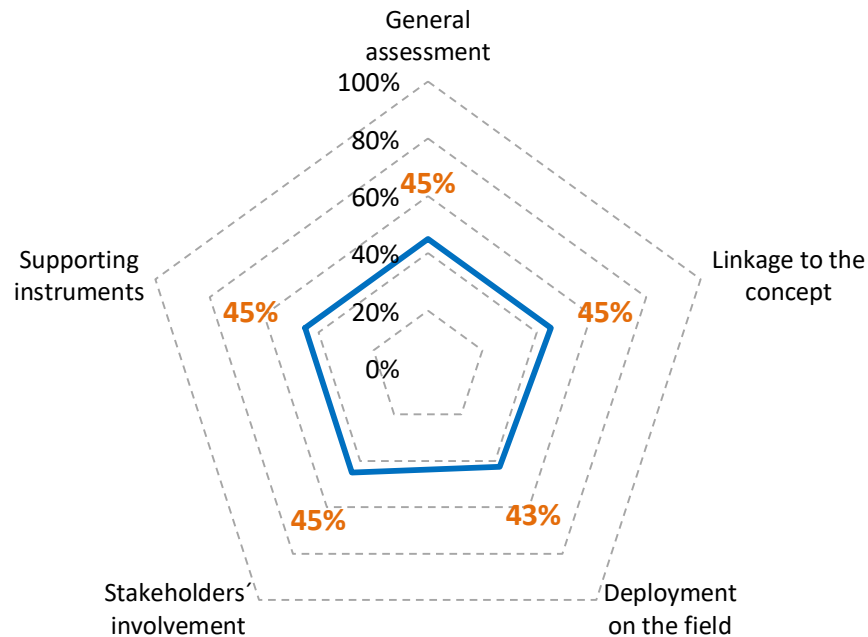 General
assessment
100%
80%
45%
60%
40%
20%
0%
Supporting
instruments
45%
Linkage to the
concept
45%
45%
43%
Stakeholders´
involvement
Deployment
on the field